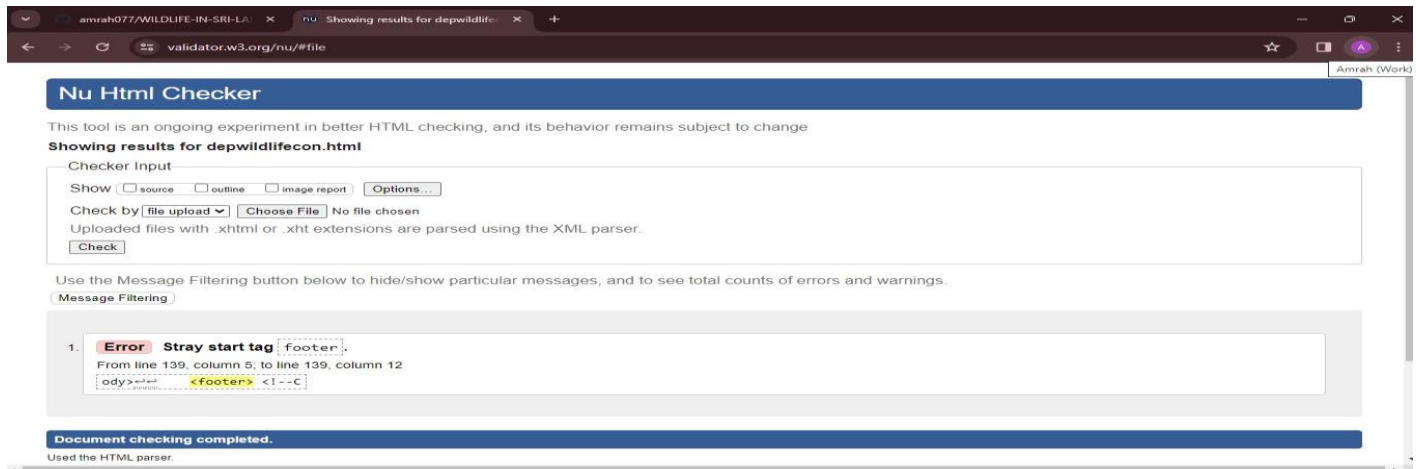 amrah077/WILDLIFE-IN-SRI-LA
nu Showing results for depwildlife
validator.w3.org/nu/#file
A
Amrah (Work)
Nu Html Checker
This tool is an ongoing experiment in better HTML checking, and its behavior remains subject to change
Showing results for depwildlifecon.html
Checker Input
Show source outline image report Options...
Check by file upload Choose File No file chosen
Uploaded files with .xhtml or .xht extensions are parsed using the XML parser.
Check
Use the Message Filtering button below to hide/show particular messages, and to see total counts of errors and warnings.
Message Filtering
1. Error Stray start tag footer.
From line 139, column 5; to line 139, column 12
ody>↩↩ <footer> <!--C
Document checking completed.
Used the HTML parser.